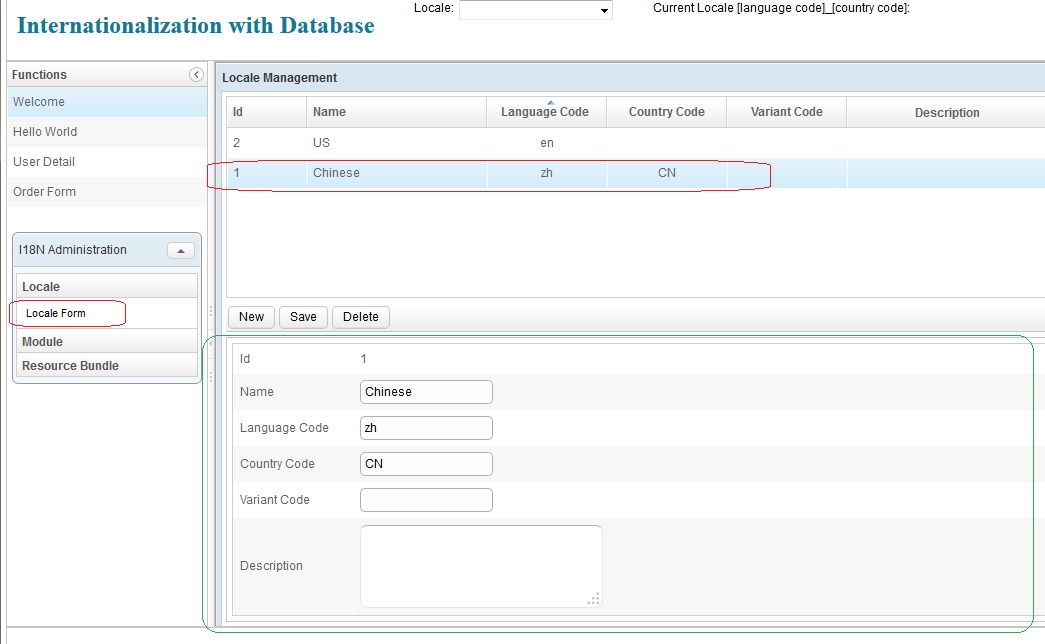 Locale:
Current Locale [language code]_[country code]:
Internationalization with Database
Functions
Welcome
Hello World
User Detail
Order Form
I18N Administration
Locale
Locale Form
Module
Resource Bundle
Locale Management
Id Name Language Code Country Code Variant Code Description
2 US en
1 Chinese zh CN
New Save Delete
Id 1
Name Chinese
Language Code zh
Country Code CN
Variant Code
Description